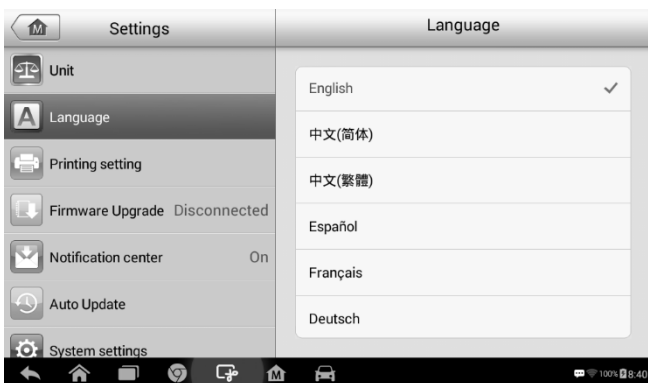 Settings
Unit
Language
Printing setting
Firmware Upgrade Disconnected
Notification center On
Auto Update
System settings
Language
English
中文(简体)
中文(繁體)
Español
Français
Deutsch
100% 8:40